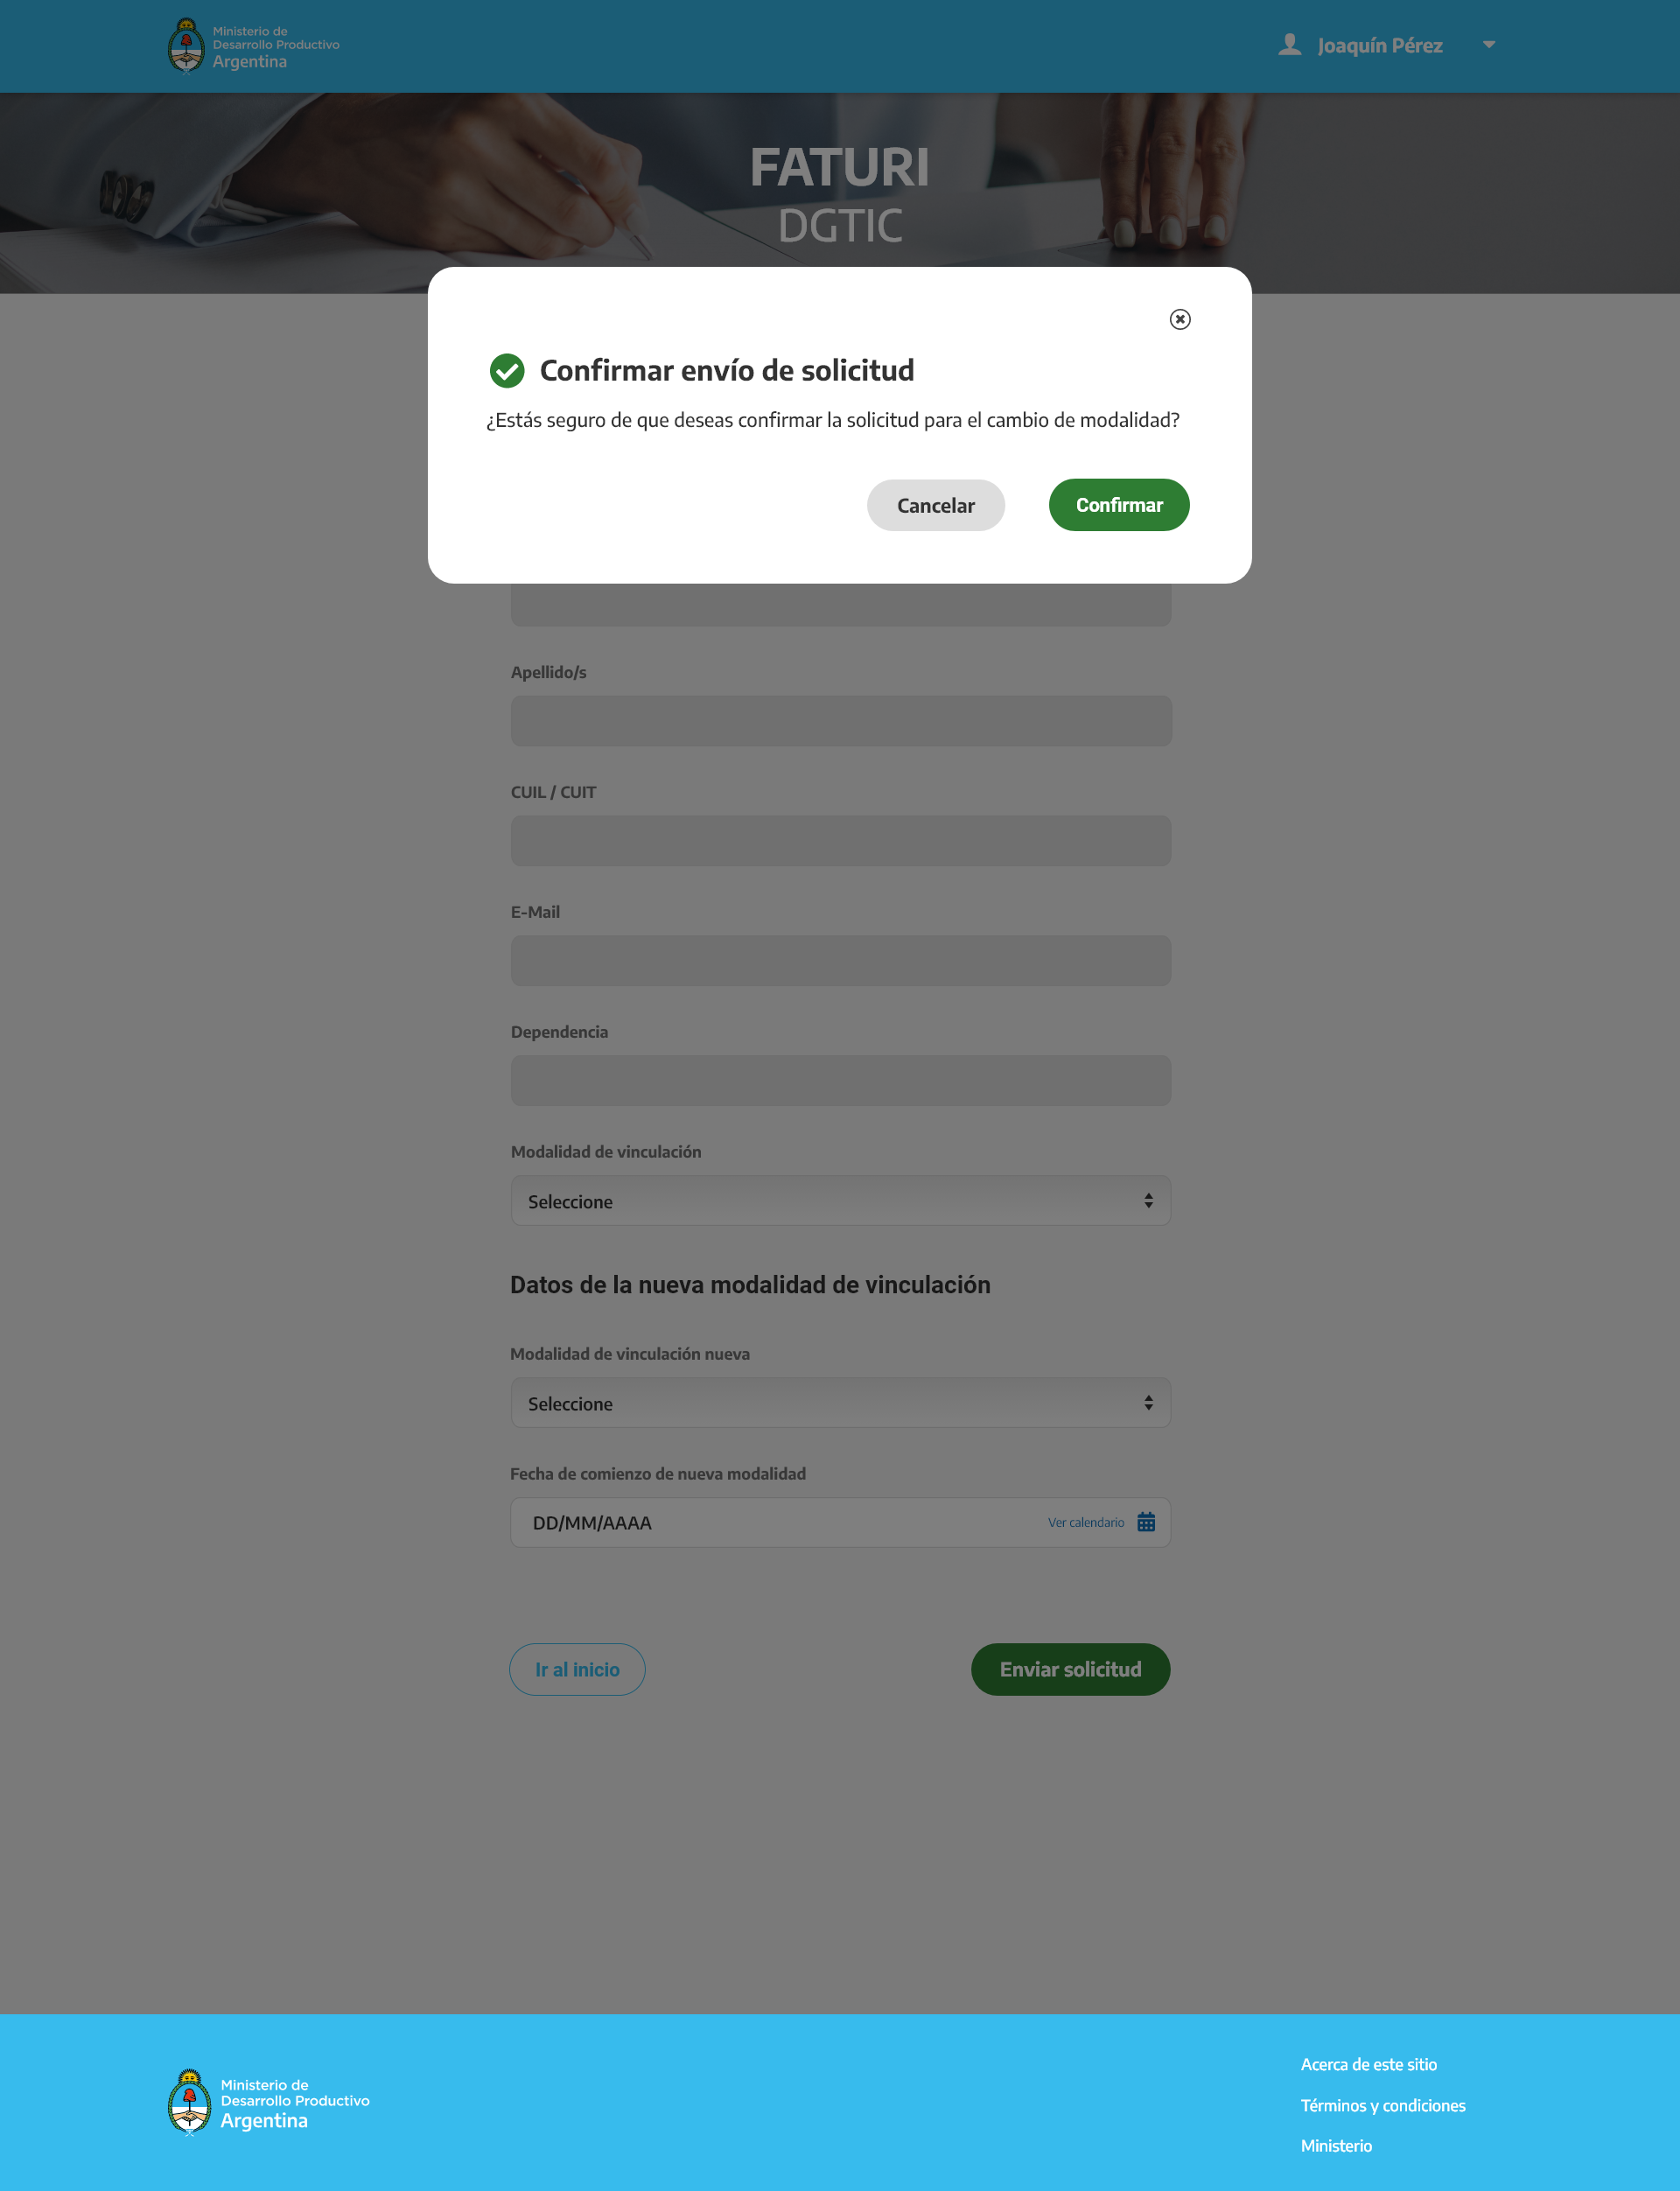 Ministerio de
Desarrollo Productivo
Argentina
Joaquín Pérez
FATURI
DGTIC
Confirmar envío de solicitud
¿Estás seguro de que deseas confirmar la solicitud para el cambio de modalidad?
Cancelar
Confirmar
Apellido/s
CUIL / CUIT
E-Mail
Dependencia
Modalidad de vinculación
Seleccione
Datos de la nueva modalidad de vinculación
Modalidad de vinculación nueva
Seleccione
Fecha de comienzo de nueva modalidad
DD/MM/AAAA
Ver calendario
Ir al inicio
Enviar solicitud
Ministerio de
Desarrollo Productivo
Argentina
Acerca de este sitio
Términos y condiciones
Ministerio